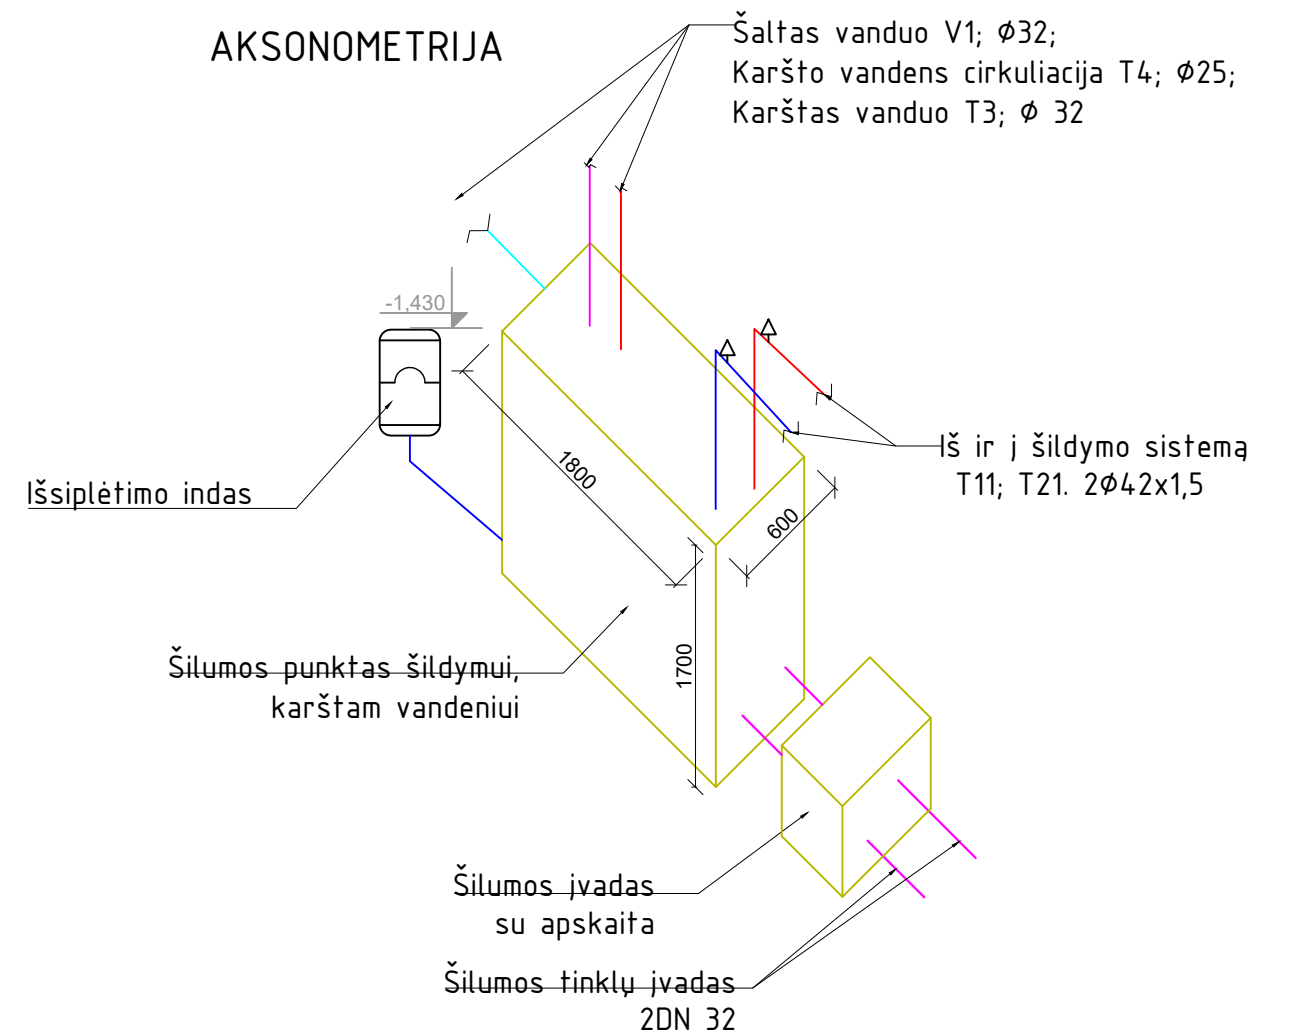 AKSONOMETRIJA
Šaltas vanduo V1; Ø32;
Karšto vandens cirkuliacija T4; Ø25;
Karštas vanduo T3; Ø 32
-1,430
Iš ir į šildymo sistemą
T11; T21. 2Ø42x1,5
1800
600
Išsiplėtimo indas
1700
Šilumos punktas šildymui,
karštam vandeniui
Šilumos įvadas
su apskaita
Šilumos tinklų įvadas
2DN 32